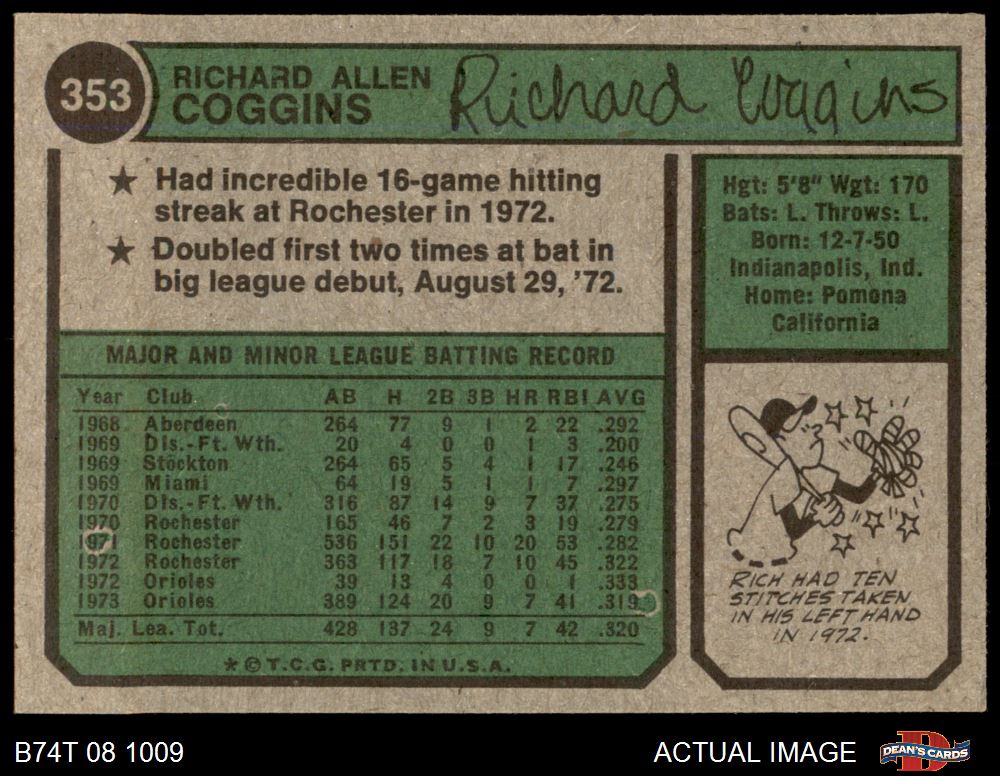 353
RICHARD ALLEN
COGGINS
Richard Coggins
★ Had incredible 16-game hitting
streak at Rochester in 1972.
★ Doubled first two times at bat in
big league debut, August 29, '72.
Hgt: 5'8" Wgt: 170
Bats: L. Throws: L.
Born: 12-7-50
Indianapolis, Ind.
Home: Pomona
California
MAJOR AND MINOR LEAGUE BATTING RECORD
Year Club AB H 2B 3B HR RBI AVG
1968 Aberdeen 264 77 9 1 2 22 .292
1969 Dis.-Ft. Wth. 20 4 0 0 1 3 .200
1969 Stockton 264 65 5 4 1 17 .246
1969 Miami 64 19 5 1 1 7 .297
1970 Dis.-Ft. Wth. 316 87 14 9 7 37 .275
1970 Rochester 165 46 7 2 3 19 .279
1971 Rochester 536 151 22 10 20 53 .282
1972 Rochester 363 117 18 7 10 45 .322
1972 Orioles 39 13 4 0 0 1 .333
1973 Orioles 389 124 20 9 7 41 .319
Maj. Lea. Tot. 428 137 24 9 7 42 .320
★ © T.C.G. PRTD. IN U.S.A.
RICH HAD TEN
STITCHES TAKEN
IN HIS LEFT HAND
IN 1972.
B74T 08 1009
ACTUAL IMAGE
D
DEAN'S CARDS